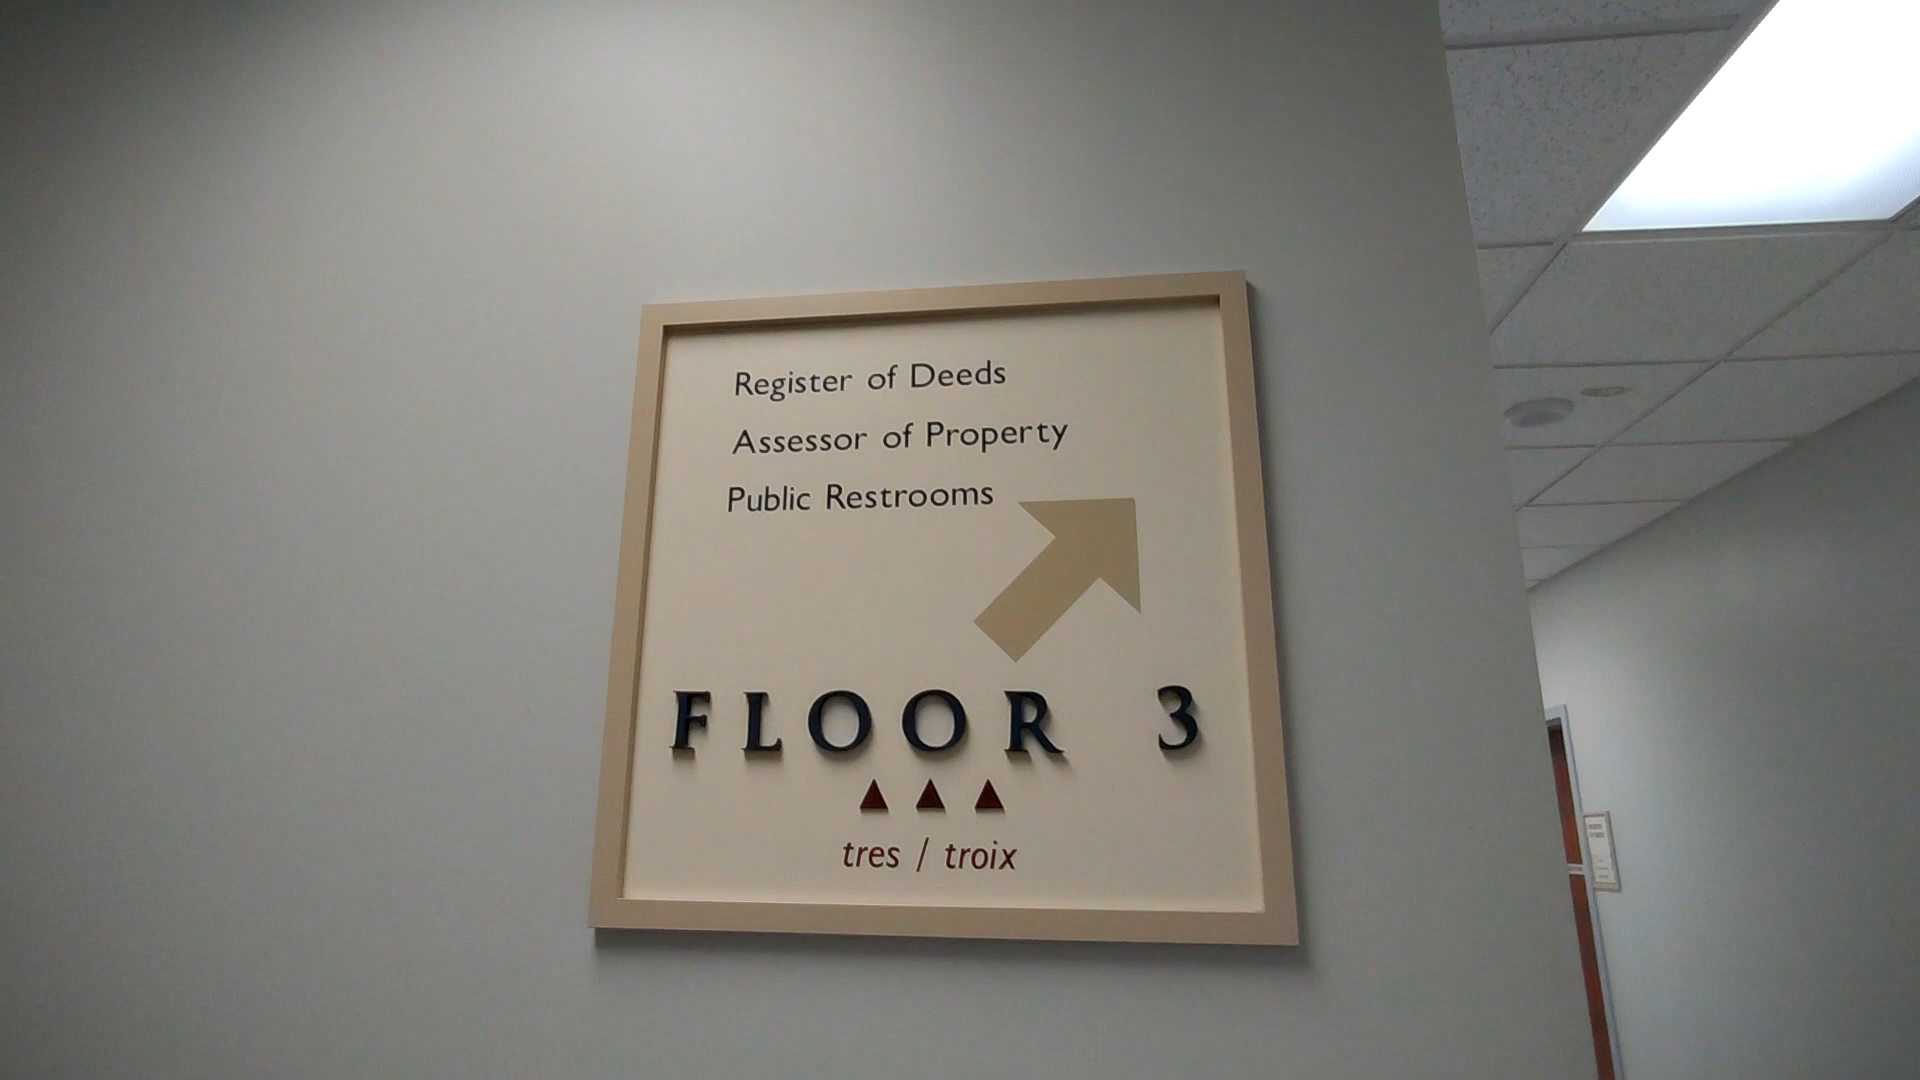 Register of Deeds
Assessor of Property
Public Restrooms
FLOOR 3
tres / troix